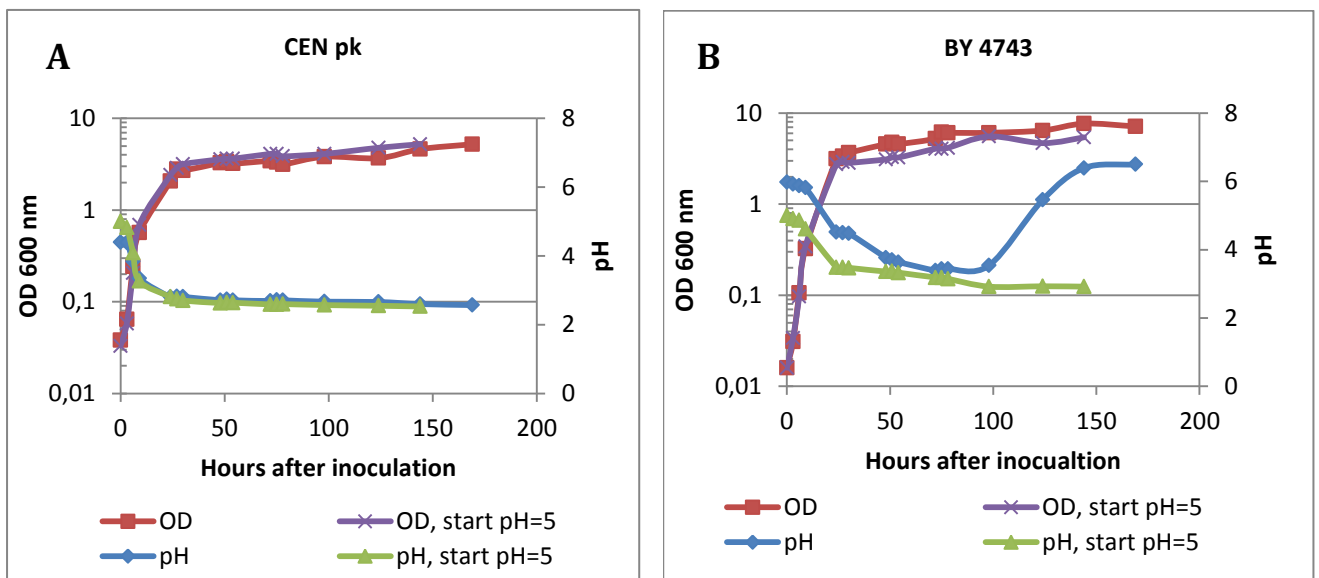 A
CEN pk
10
1
0,1
0,01
OD 600 nm
8
6
4
2
0
pH
0 50 100 150 200
Hours after inoculation
OD OD, start pH=5
pH pH, start pH=5
B
BY 4743
10
1
0,1
0,01
OD 600 nm
8
6
4
2
0
pH
0 50 100 150 200
Hours after inocualtion
OD OD, start pH=5
pH pH, start pH=5